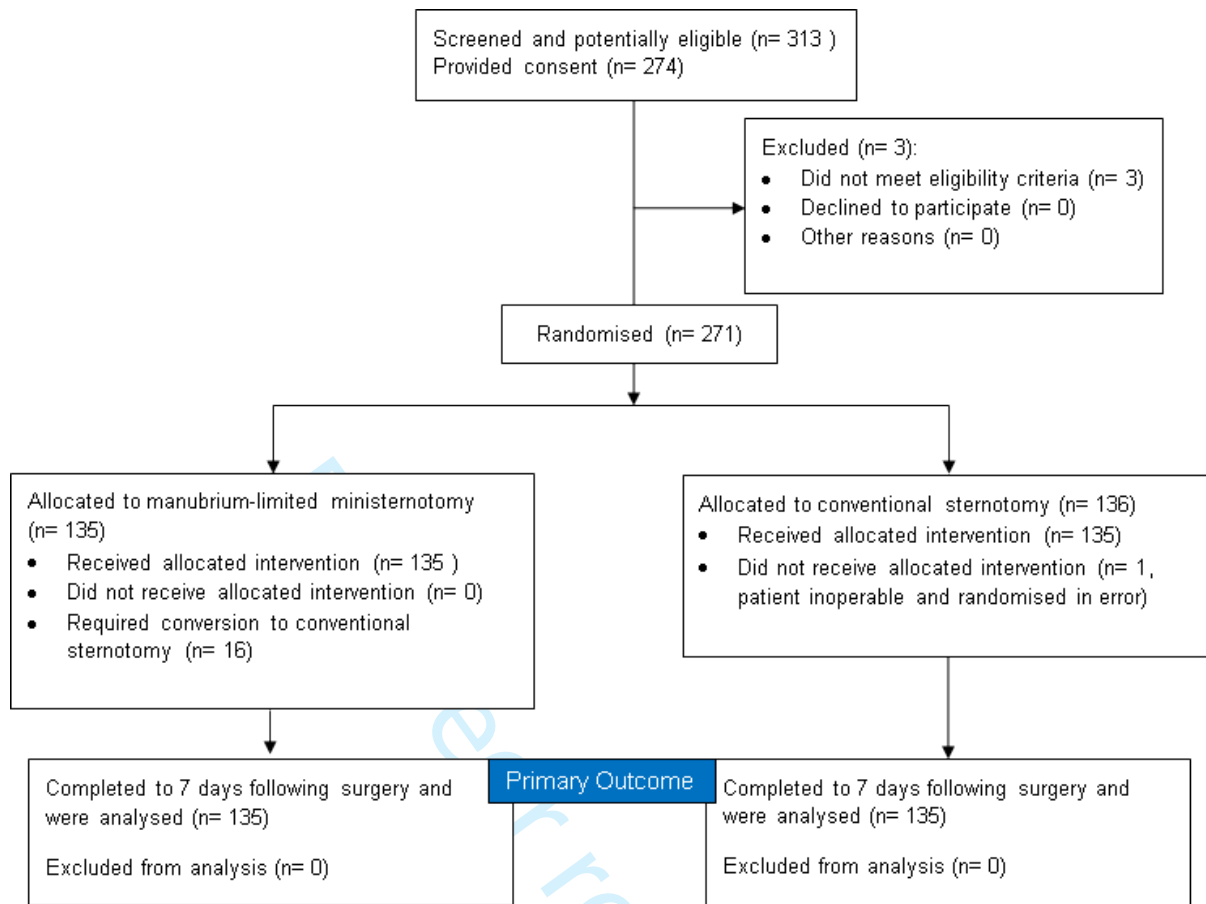 Screened and potentially eligible (n= 313 )
Provided consent (n= 274)
Excluded (n= 3):
• Did not meet eligibility criteria (n= 3)
• Declined to participate (n= 0)
• Other reasons (n= 0)
Randomised (n= 271)
Allocated to manubrium-limited ministernotomy
(n= 135)
• Received allocated intervention (n= 135 )
• Did not receive allocated intervention (n= 0)
• Required conversion to conventional
sternotomy (n= 16)
Allocated to conventional sternotomy (n= 136)
• Received allocated intervention (n= 135)
• Did not receive allocated intervention (n= 1,
patient inoperable and randomised in error)
Primary Outcome
Completed to 7 days following surgery and
were analysed (n= 135)
Excluded from analysis (n= 0)
Completed to 7 days following surgery and
were analysed (n= 135)
Excluded from analysis (n= 0)